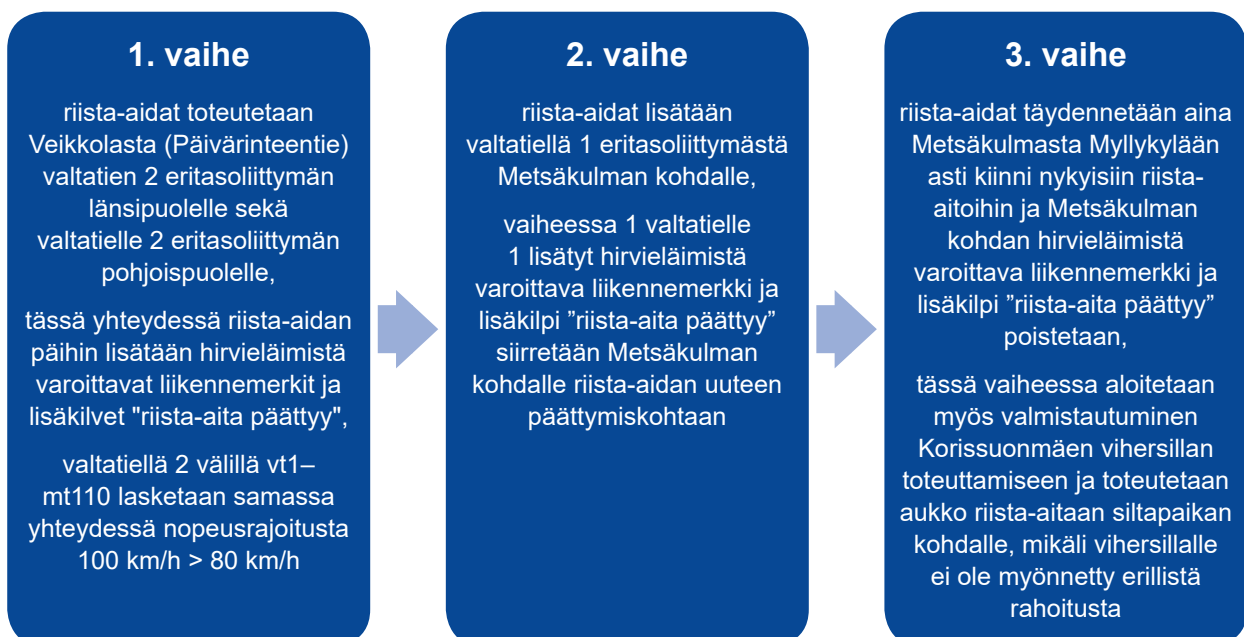 1. vaihe
riista-aidat toteutetaan
Veikkolasta (Päivärinteentie)
valtatien 2 eritasoliittymän
länsipuolelle sekä
valtatielle 2 eritasoliittymän
pohjoispuolelle,
tässä yhteydessä riista-aidan
päihin lisätään hirvieläimistä
varoittavat liikennemerkit ja
lisäkilvet "riista-aita päättyy",
valtatiellä 2 välillä vt1–
mt110 lasketaan samassa
yhteydessä nopeusrajoitusta
100 km/h > 80 km/h
2. vaihe
riista-aidat lisätään
valtatiellä 1 eritasoliittymästä
Metsäkulman kohdalle,
vaiheessa 1 valtatielle
1 lisätyt hirvieläimistä
varoittava liikennemerkki ja
lisäkilpi ”riista-aita päättyy”
siirretään Metsäkulman
kohdalle riista-aidan uuteen
päättymiskohtaan
3. vaihe
riista-aidat täydennetään aina
Metsäkulmasta Myllykylään
asti kiinni nykyisiin riista-
aitoihin ja Metsäkulman
kohdan hirvieläimistä
varoittava liikennemerkki ja
lisäkilpi ”riista-aita päättyy”
poistetaan,
tässä vaiheessa aloitetaan
myös valmistautuminen
Korissuonmäen vihersillan
toteuttamiseen ja toteutetaan
aukko riista-aitaan siltapaikan
kohdalle, mikäli vihersillalle
ei ole myönnetty erillistä
rahoitusta